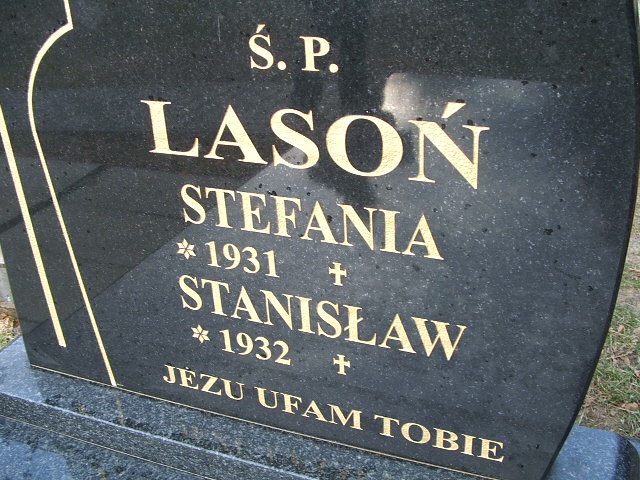 Ś. P.
LASOŃ
STEFANIA
* 1931 ✝
STANISŁAW
* 1932 ✝
JEZU UFAM TOBIE